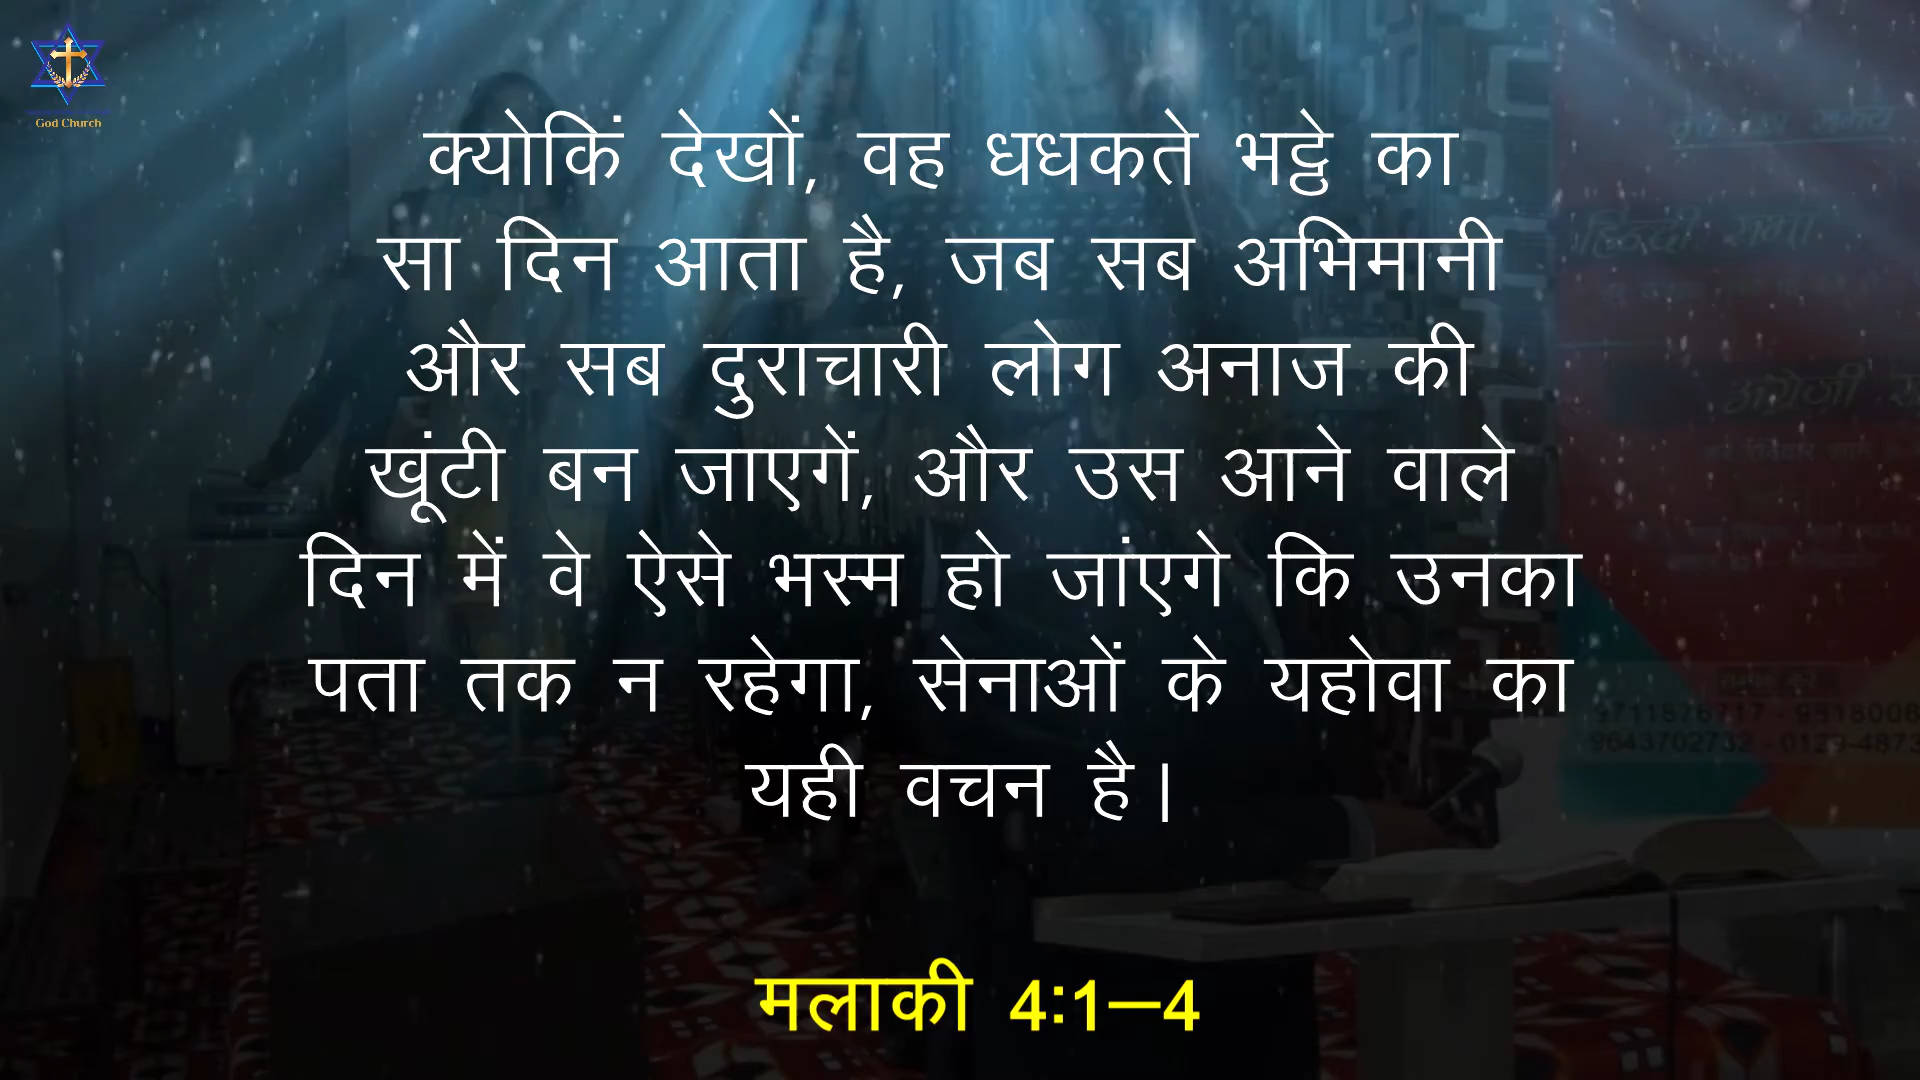 God Church
क्योकिं देखों, वह धधकते भट्ठे का
सा दिन आता है, जब सब अभिमानी
और सब दुराचारी लोग अनाज की
खूंटी बन जाएगें, और उस आने वाले
दिन में वे ऐसे भस्म हो जांएगे कि उनका
पता तक न रहेगा, सेनाओं के यहोवा का
यही वचन है।
मलाकी 4:1—4
हिन्दी
अंग्रेजी